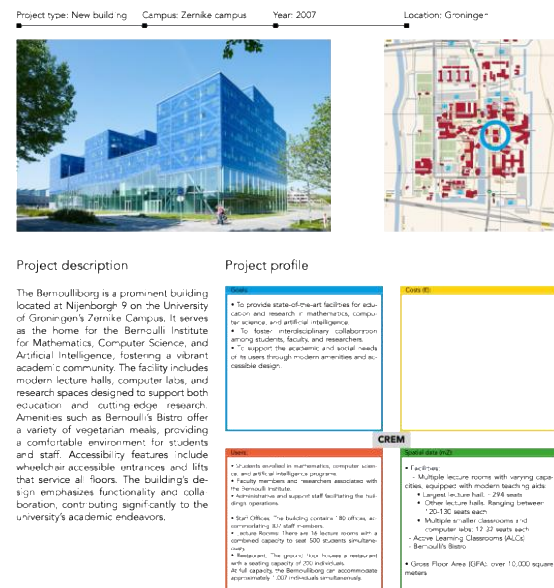 Project type: New building Campus: Zernike campus Year: 2007 Location: Groningen
Project description
The Bernoulliborg is a prominent building
located at Nijenborgh 9 on the University
of Groningen's Zernike Campus. It serves
as the home for the Bernoulli Institute
for Mathematics, Computer Science, and
Artificial Intelligence, fostering a vibrant
academic community. The facility includes
modern lecture halls, computer labs, and
research spaces designed to support both
education and cutting-edge research.
Amenities such as Bernoulli's Bistro offer
a variety of vegetarian meals, providing
a comfortable environment for students
and staff. Accessibility features include
wheelchair-accessible entrances and lifts
that service all floors. The building's de-
sign emphasizes functionality and colla-
boration, contributing significantly to the
university's academic endeavors.
Project profile
Goals:
• To provide state-of-the-art facilities for edu-
cation and research in mathematics, compu-
ter science, and artificial intelligence.
• To foster interdisciplinary collaboration
among students, faculty, and researchers.
• To support the academic and social needs
of its users through modern amenities and ac-
cessible design.
Costs (€):
CREM
Users:
• Students enrolled in mathematics, computer scien-
ce, and artificial intelligence programs
• Faculty members and researchers associated with
the Bernoulli Institute.
• Administrative and support staff facilitating the buil-
ding's operations.
• Staff Offices: The building contains 180 offices, ac-
commodating 307 staff members.
• Lecture Rooms: There are 16 lecture rooms with a
combined capacity to seat 500 students simultane-
ously.
• Restaurant: The ground floor houses a restaurant
with a seating capacity of 200 individuals.
At full capacity, the Bernoulliborg can accommodate
approximately 1.007 individuals simultaneously.
Spatial data (m2):
• Facilities:
- Multiple lecture rooms with varying capa-
cities, equipped with modern teaching aids
• Largest lecture hall: - 294 seats
• Other lecture halls: Ranging between
120-130 seats each
• Multiple smaller classrooms and
computer labs: 12-32 seats each
- Active Learning Classrooms (ALCs)
- Bernoulli's Bistro
• Gross Floor Area (GFA): over 10,000 square
meters